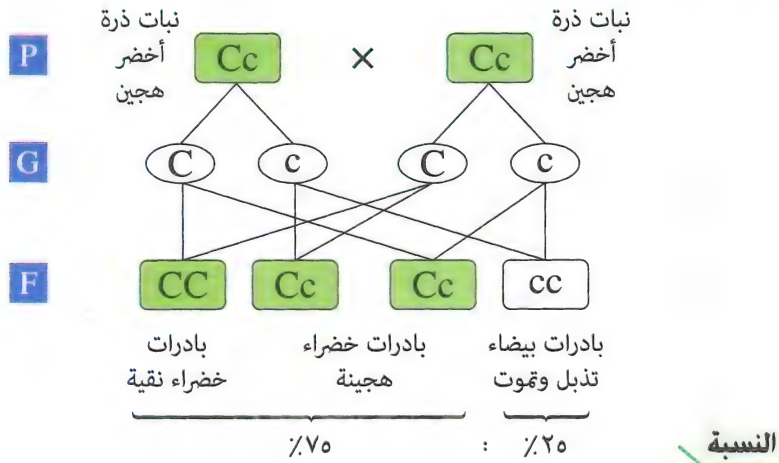 نبات ذرة أخضر هجين
P Cc × Cc
نبات ذرة أخضر هجين
G C c C c
F CC Cc Cc cc
بادرات خضراء نقية
بادرات خضراء هجينة
بادرات بيضاء تذبل وتموت
٪٧٥ : ٪٢٥
النسبة